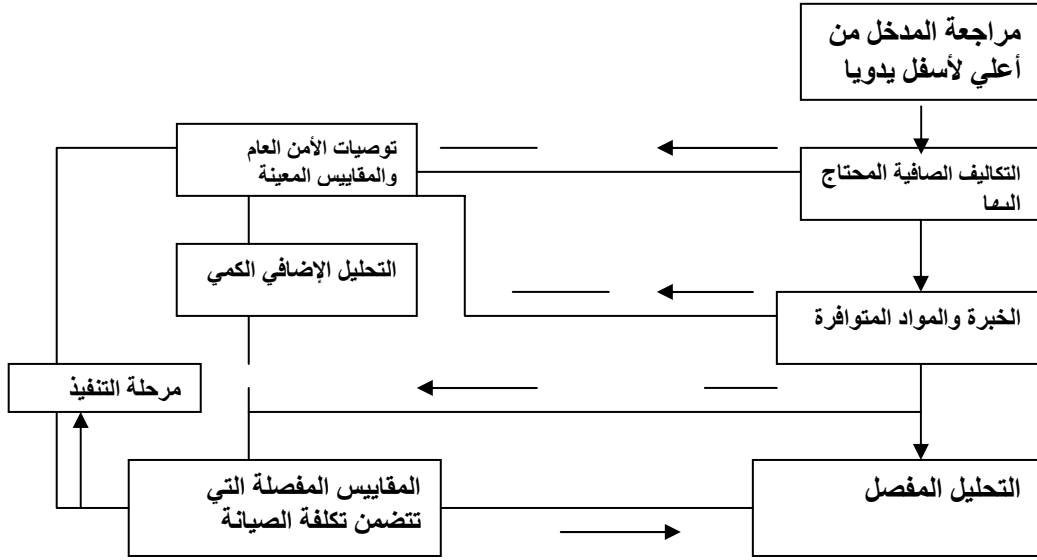 مراجعة المدخل من
أعلي لأسفل يدويا
توصيات الأمن العام
والمقاييس المعينة
التكاليف الصافية المحتاج
اليها
التحليل الإضافي الكمي
الخبرة والمواد المتوافرة
مرحلة التنفيذ
المقاييس المفصلة التي
تتضمن تكلفة الصيانة
التحليل المفصل